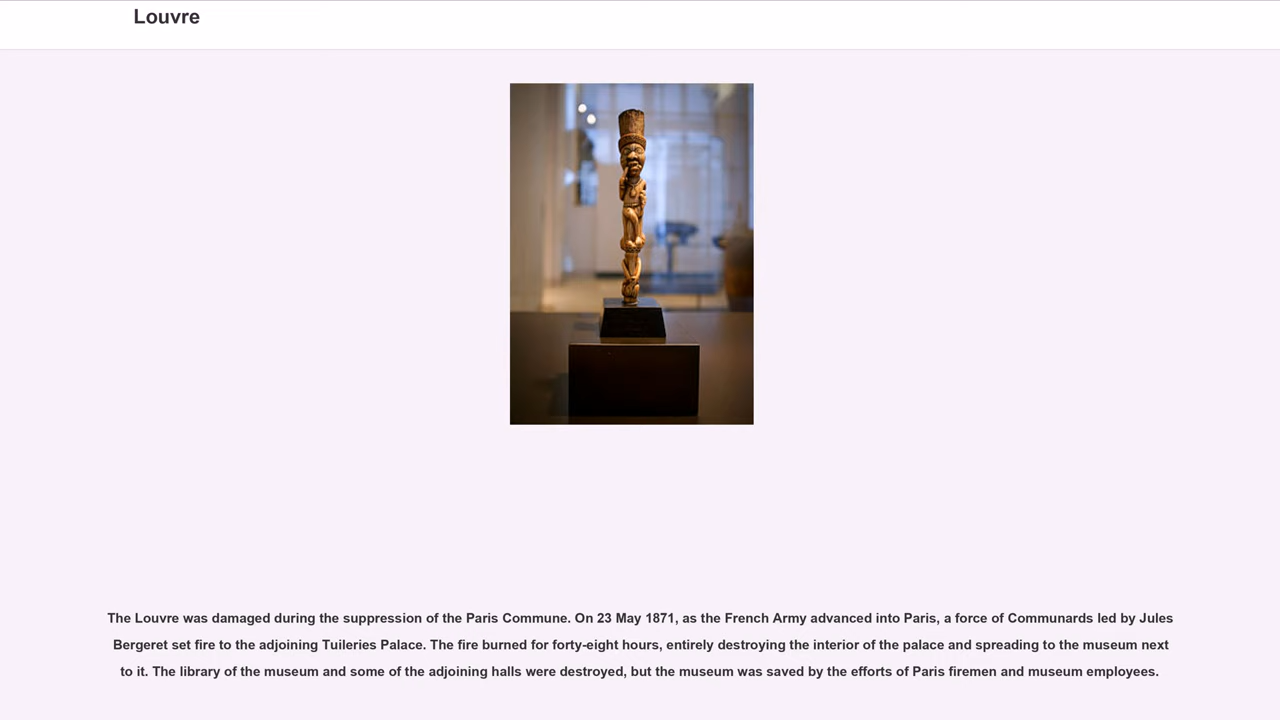 Louvre
The Louvre was damaged during the suppression of the Paris Commune. On 23 May 1871, as the French Army advanced into Paris, a force of Communards led by Jules
Bergeret set fire to the adjoining Tuileries Palace. The fire burned for forty-eight hours, entirely destroying the interior of the palace and spreading to the museum next
to it. The library of the museum and some of the adjoining halls were destroyed, but the museum was saved by the efforts of Paris firemen and museum employees.